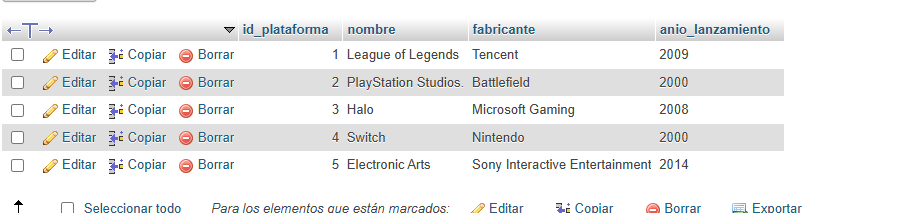 id_plataforma nombre fabricante anio_lanzamiento
Editar Copiar Borrar 1 League of Legends Tencent 2009
Editar Copiar Borrar 2 PlayStation Studios. Battlefield 2000
Editar Copiar Borrar 3 Halo Microsoft Gaming 2008
Editar Copiar Borrar 4 Switch Nintendo 2000
Editar Copiar Borrar 5 Electronic Arts Sony Interactive Entertainment 2014
Seleccionar todo Para los elementos que están marcados: Editar Copiar Borrar Exportar